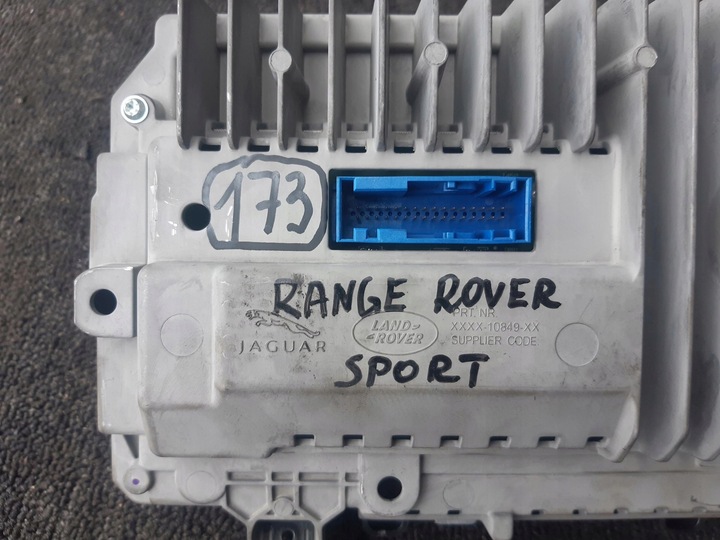 173
RANGE ROVER
PRT. NR.
XXXX-10849-XX
SUPPLIER CODE.
JAGUAR
LAND
ROVER
SPORT